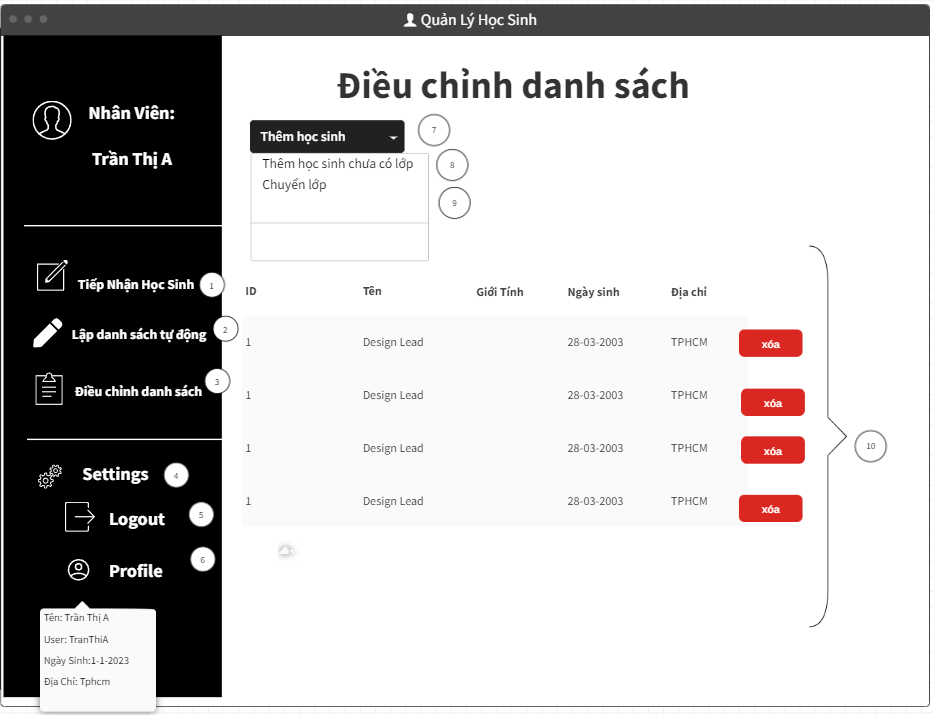 Quản Lý Học Sinh
Điều chỉnh danh sách
Nhân Viên:
Trần Thị A
Thêm học sinh
7
Thêm học sinh chưa có lớp
8
Chuyển lớp
9
Tiếp Nhận Học Sinh
1
Lập danh sách tự động
2
Điều chỉnh danh sách
3
Settings
4
Logout
5
Profile
6
Tên: Trần Thị A
User: TranThiA
Ngày Sinh:1-1-2023
Địa Chỉ: Tphcm
ID Tên Giới Tính Ngày sinh Địa chỉ
1 Design Lead 28-03-2003 TPHCM xóa
1 Design Lead 28-03-2003 TPHCM xóa
1 Design Lead 28-03-2003 TPHCM xóa
1 Design Lead 28-03-2003 TPHCM xóa
10